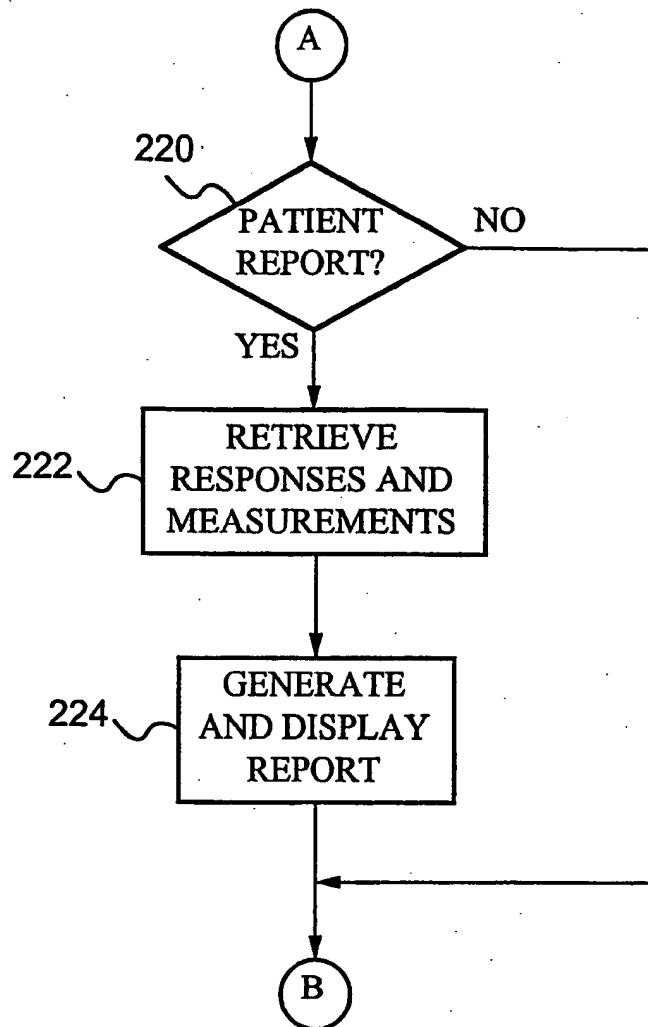 A
220
PATIENT
REPORT?
NO
YES
222
RETRIEVE
RESPONSES AND
MEASUREMENTS
224
GENERATE
AND DISPLAY
REPORT
B